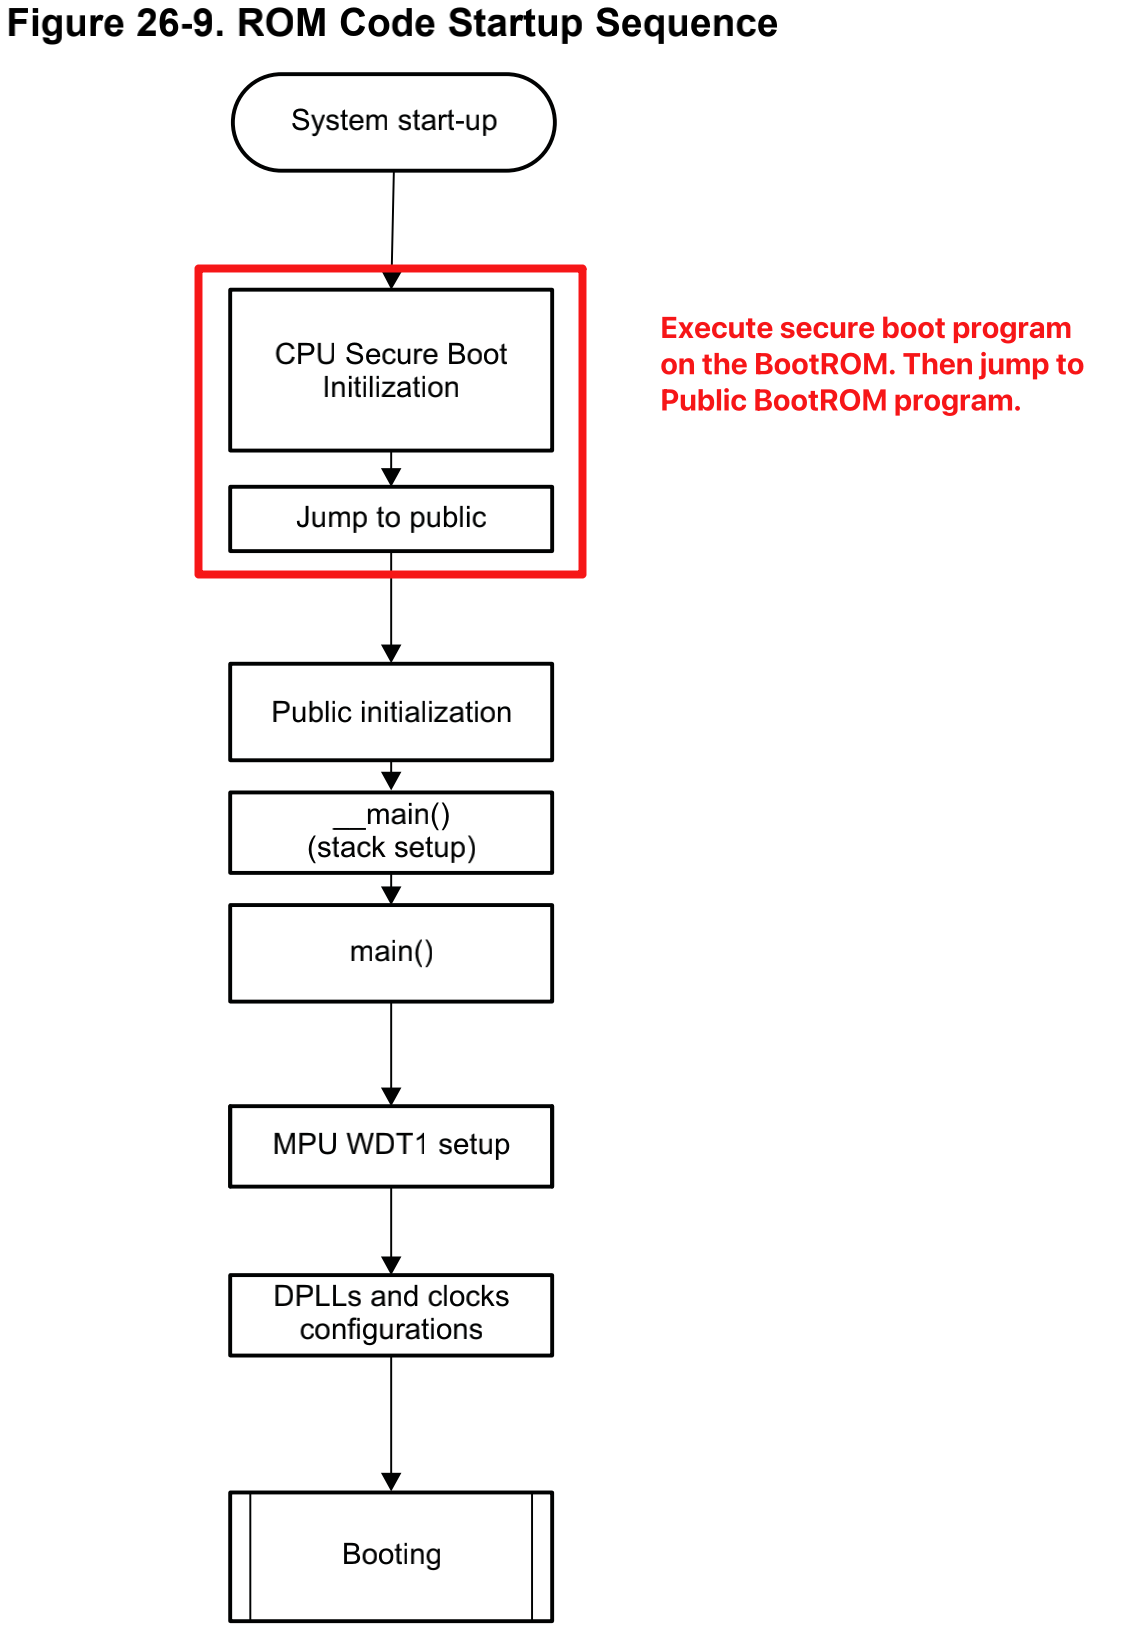 Figure 26-9. ROM Code Startup Sequence
System start-up
CPU Secure Boot
Initilization
Execute secure boot program
on the BootROM. Then jump to
Public BootROM program.
Jump to public
Public initialization
__main()
(stack setup)
main()
MPU WDT1 setup
DPLLs and clocks
configurations
Booting